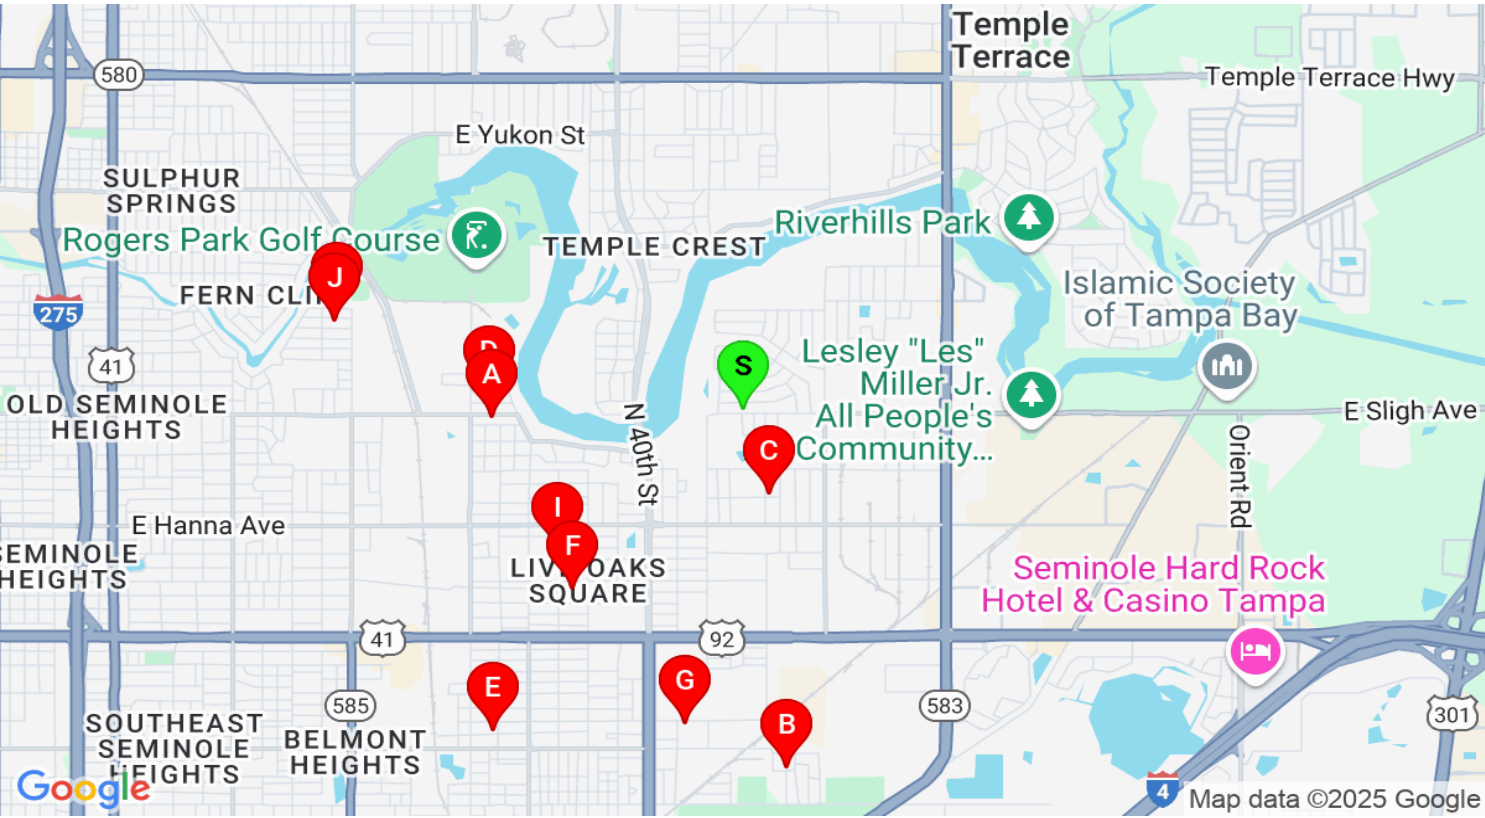 Temple
Terrace
580
Temple Terrace Hwy
E Yukon St
SULPHUR
SPRINGS
Riverhills Park
Rogers Park Golf Course
TEMPLE CREST
J
FERN CLI
Islamic Society
of Tampa Bay
275
41
D
A
S
Lesley "Les"
Miller Jr.
All People's
Community...
OLD SEMINOLE
HEIGHTS
N 40th St
E Sligh Ave
C
Orient Rd
I
E Hanna Ave
F
SEMINOLE
HEIGHTS
LIVE OAKS
SQUARE
Seminole Hard Rock
Hotel & Casino Tampa
41
92
E
G
B
585
583
301
SOUTHEAST
SEMINOLE
HEIGHTS
BELMONT
HEIGHTS
Google
4
Map data ©2025 Google